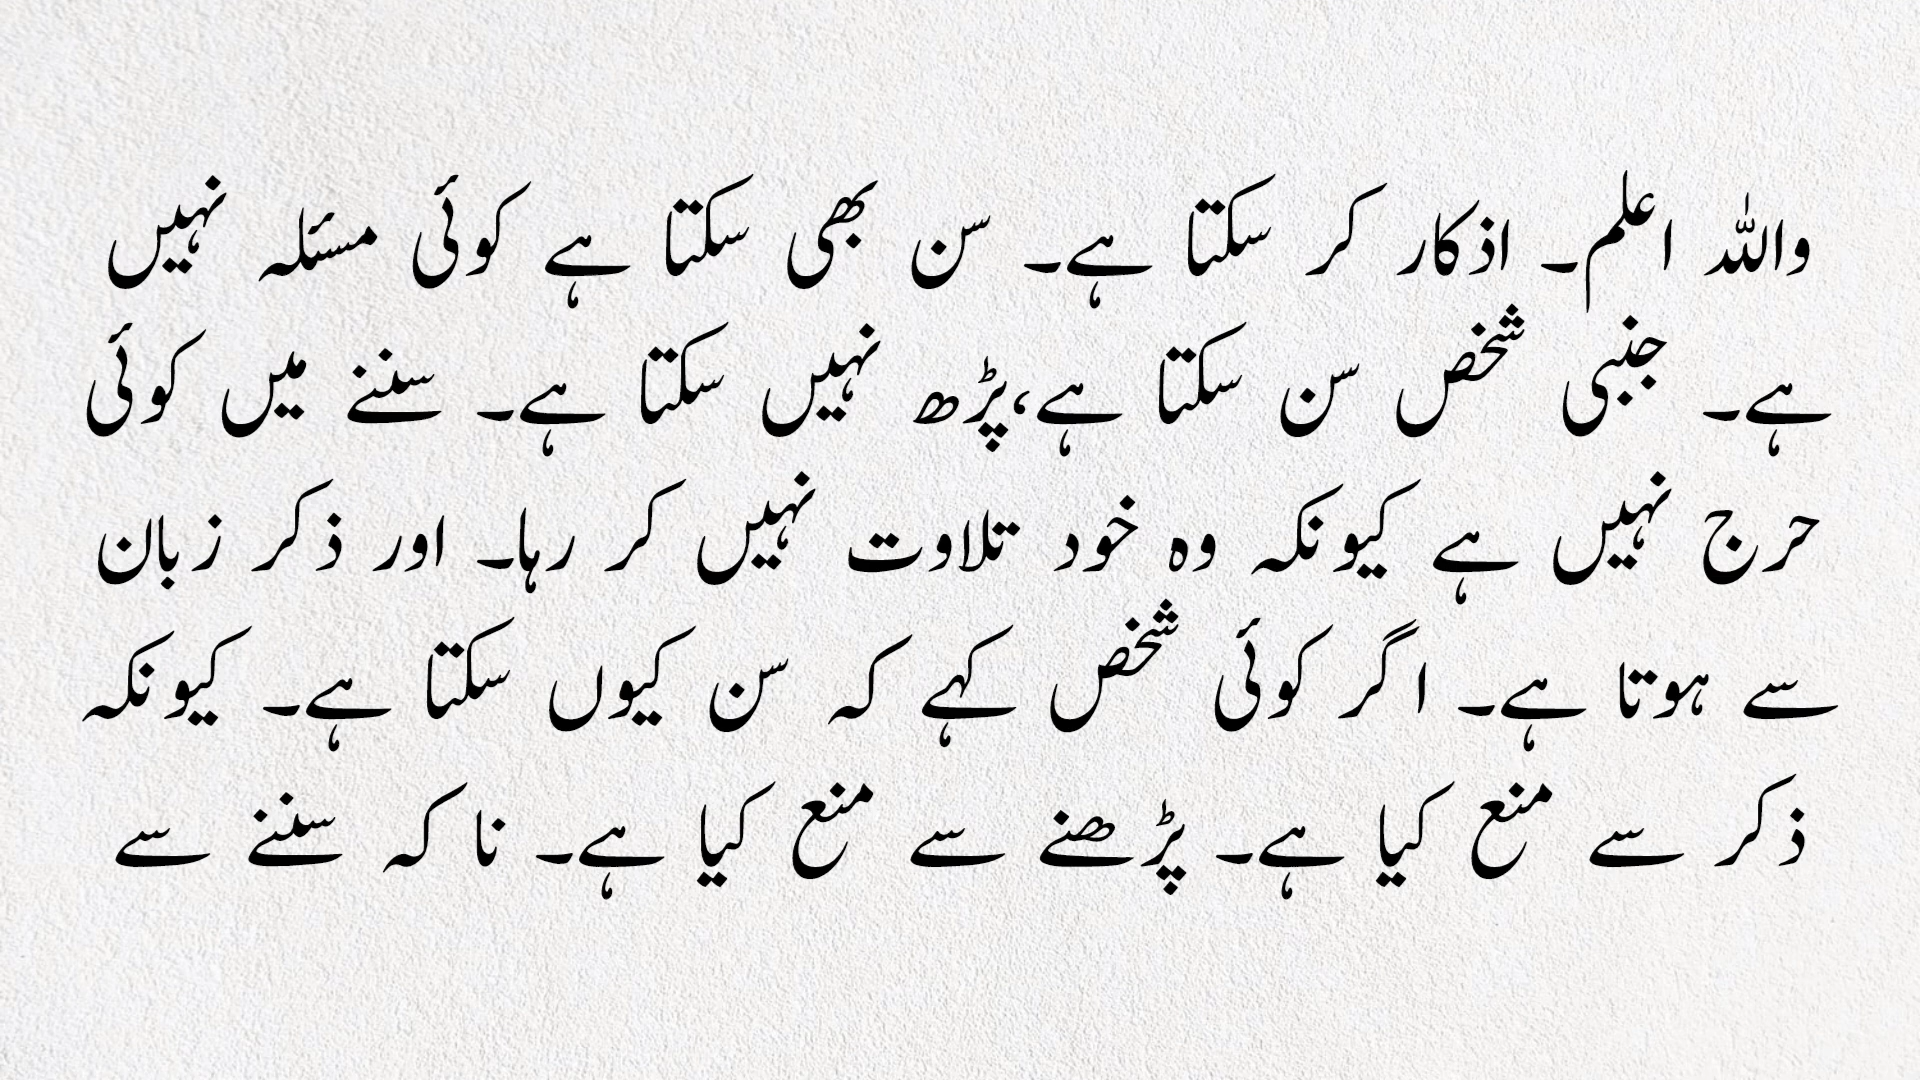 واللہ اعلم۔ اذکار کر سکتا ہے۔ سن بھی سکتا ہے کوئی مسئلہ نہیں
ہے۔ جنبی شخص سن سکتا ہے،پڑھ نہیں سکتا ہے۔ سننے میں کوئی
حرج نہیں ہے کیونکہ وہ خود تلاوت نہیں کر رہا۔ اور ذکر زبان
سے ہوتا ہے۔ اگر کوئی شخص کہے کہ سن کیوں سکتا ہے۔ کیونکہ
ذکر سے منع کیا ہے۔ پڑھنے سے منع کیا ہے۔ نا کہ سننے سے